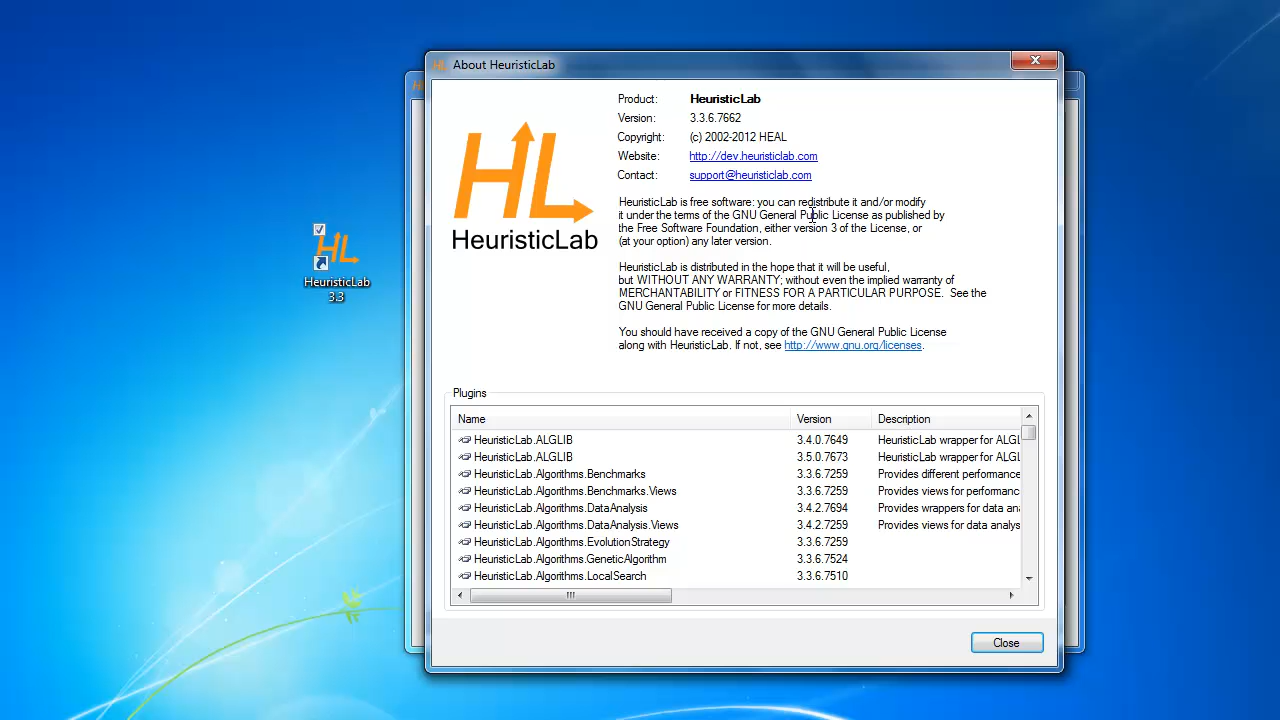 About HeuristicLab
Product: HeuristicLab
Version: 3.3.6.7662
Copyright: (c) 2002-2012 HEAL
Website: http://dev.heuristiclab.com
Contact: support@heuristiclab.com
HeuristicLab is free software: you can redistribute it and/or modify
it under the terms of the GNU General Public License as published by
the Free Software Foundation, either version 3 of the License, or
(at your option) any later version.
HeuristicLab is distributed in the hope that it will be useful,
but WITHOUT ANY WARRANTY; without even the implied warranty of
MERCHANTABILITY or FITNESS FOR A PARTICULAR PURPOSE. See the
GNU General Public License for more details.
You should have received a copy of the GNU General Public License
along with HeuristicLab. If not, see http://www.gnu.org/licenses.
HL
HeuristicLab
HL
HeuristicLab
3.3
Plugins
Name Version Description
HeuristicLab.ALGLIB 3.4.0.7649 HeuristicLab wrapper for ALGL
HeuristicLab.ALGLIB 3.5.0.7673 HeuristicLab wrapper for ALGL
HeuristicLab.Algorithms.Benchmarks 3.3.6.7259 Provides different performance
HeuristicLab.Algorithms.Benchmarks.Views 3.3.6.7259 Provides views for performanc
HeuristicLab.Algorithms.DataAnalysis 3.4.2.7694 Provides wrappers for data an
HeuristicLab.Algorithms.DataAnalysis.Views 3.4.2.7259 Provides views for data analys
HeuristicLab.Algorithms.EvolutionStrategy 3.3.6.7259
HeuristicLab.Algorithms.GeneticAlgorithm 3.3.6.7524
HeuristicLab.Algorithms.LocalSearch 3.3.6.7510
Close